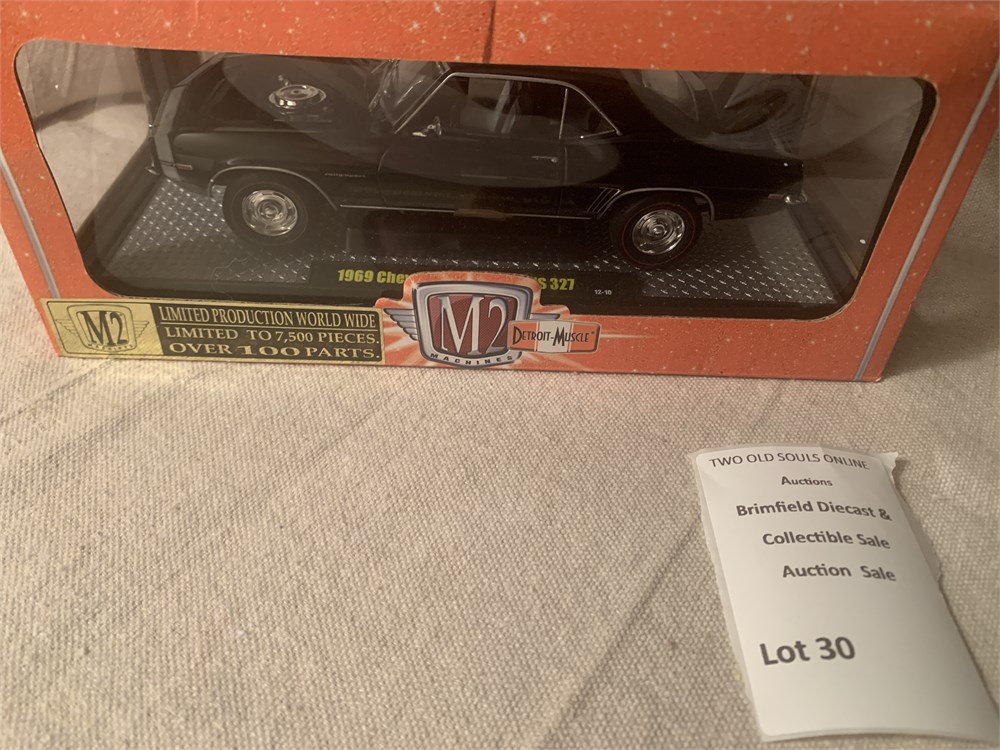 1969 Che
S 327
12-10
M2
LIMITED PRODUCTION WORLD WIDE
LIMITED TO 7,500 PIECES.
OVER 100 PARTS.
M2
MACHINES
DETROIT-MUSCLE
TWO OLD SOULS ONLINE
Auctions
Brimfield Diecast &
Collectible Sale
Auction Sale
Lot 30